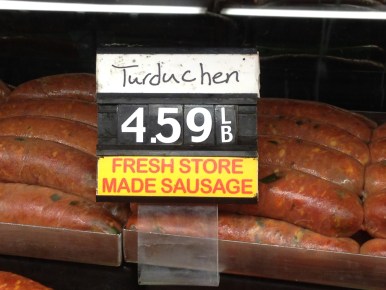 Turduchen
4.59 LB
FRESH STORE
MADE SAUSAGE